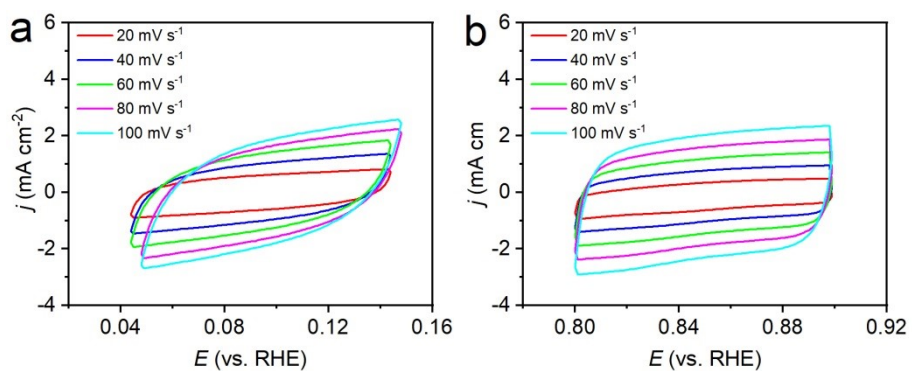 a
20 mV s⁻¹
40 mV s⁻¹
60 mV s⁻¹
80 mV s⁻¹
100 mV s⁻¹
j (mA cm⁻²)
6
4
2
0
-2
-4
0.04
0.08
0.12
0.16
E (vs. RHE)
b
20 mV s⁻¹
40 mV s⁻¹
60 mV s⁻¹
80 mV s⁻¹
100 mV s⁻¹
j (mA cm
6
4
2
0
-2
-4
0.80
0.84
0.88
0.92
E (vs. RHE)